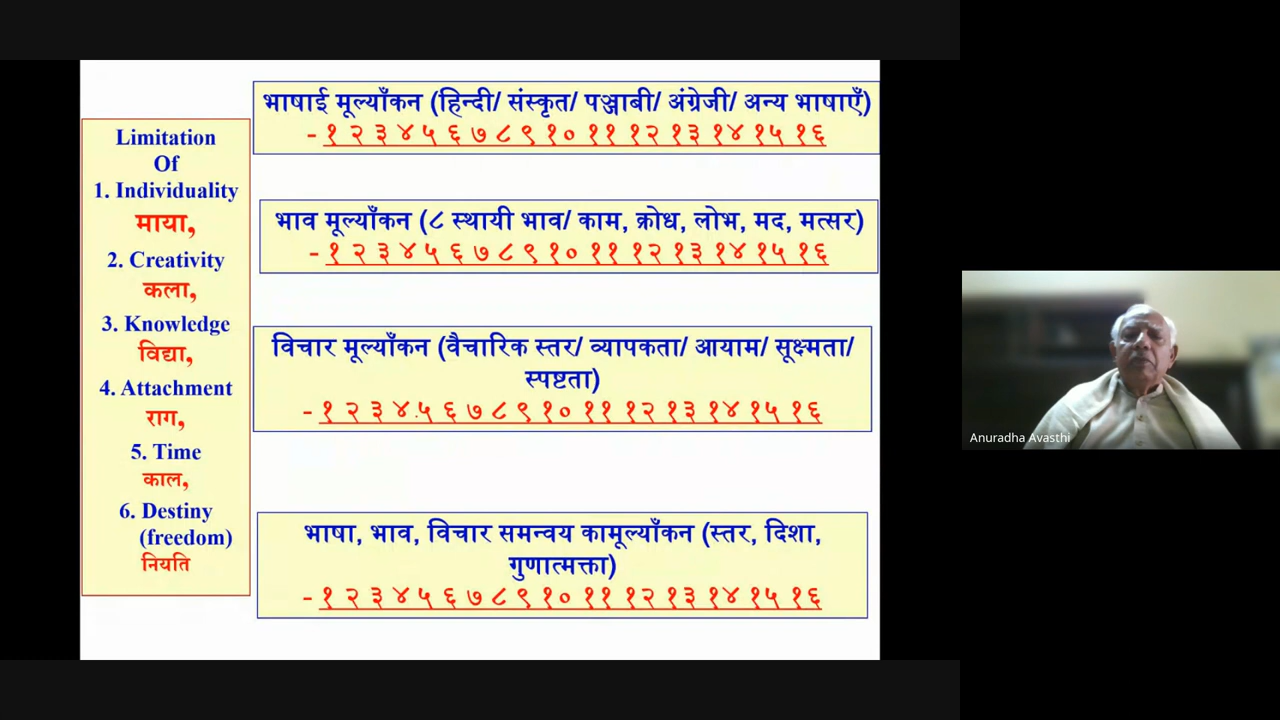 Limitation
Of
1. Individuality
माया,
2. Creativity
कला,
3. Knowledge
विद्या,
4. Attachment
राग,
5. Time
काल,
6. Destiny
(freedom)
नियति
भाषाई मूल्याँकन (हिन्दी/ संस्कृत/ पञ्जाबी/ अंग्रेजी/ अन्य भाषाएँ)
- १ २ ३ ४ ५ ६ ७ ८ ९ १० ११ १२ १३ १४ १५ १६
भाव मूल्याँकन (८ स्थायी भाव/ काम, क्रोध, लोभ, मद, मत्सर)
- १ २ ३ ४ ५ ६ ७ ८ ९ १० ११ १२ १३ १४ १५ १६
विचार मूल्याँकन (वैचारिक स्तर/ व्यापकता/ आयाम/ सूक्ष्मता/
स्पष्टता)
- १ २ ३ ४ ५ ६ ७ ८ ९ १० ११ १२ १३ १४ १५ १६
भाषा, भाव, विचार समन्वय कामूल्याँकन (स्तर, दिशा,
गुणात्मक्ता)
- १ २ ३ ४ ५ ६ ७ ८ ९ १० ११ १२ १३ १४ १५ १६
Anuradha Avasthi